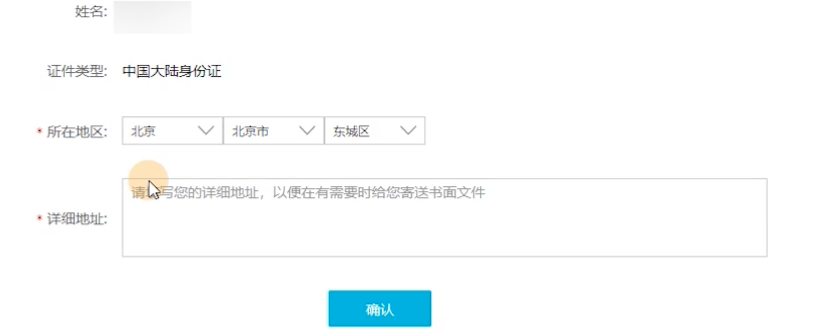 姓名:
证件类型: 中国大陆身份证
* 所在地区: 北京 北京市 东城区
请 写您的详细地址，以便在有需要时给您寄送书面文件
* 详细地址:
确认